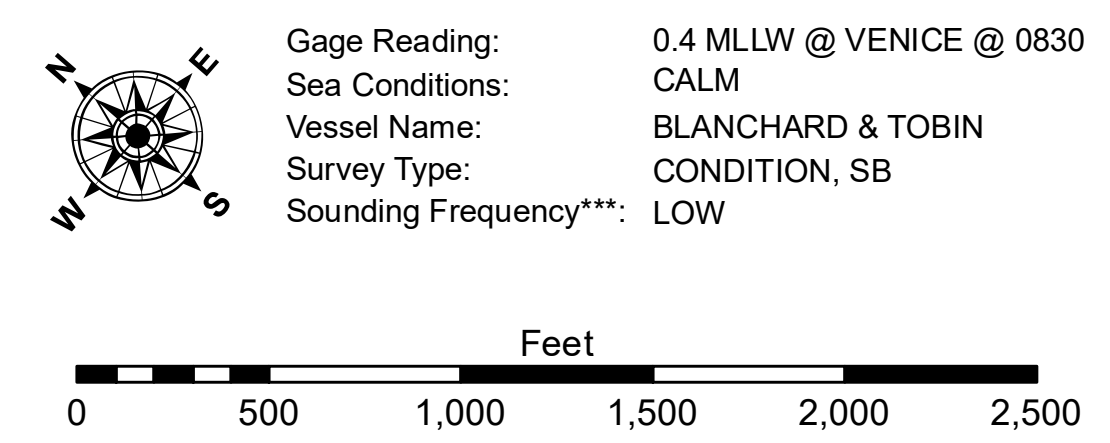 N E
W S
Gage Reading: 0.4 MLLW @ VENICE @ 0830
Sea Conditions: CALM
Vessel Name: BLANCHARD & TOBIN
Survey Type: CONDITION, SB
Sounding Frequency***: LOW
Feet
0 500 1,000 1,500 2,000 2,500